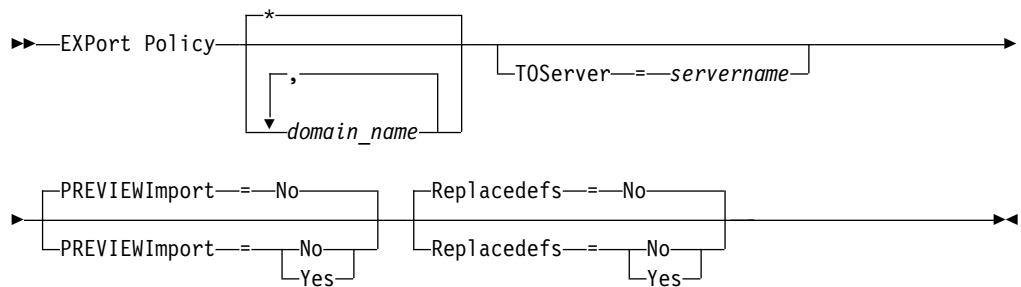 *
EXPort Policy
,
TOServer = servername
domain_name
PREVIEWImport = No Replacedefs = No
PREVIEWImport = No Replacedefs = No
Yes Yes